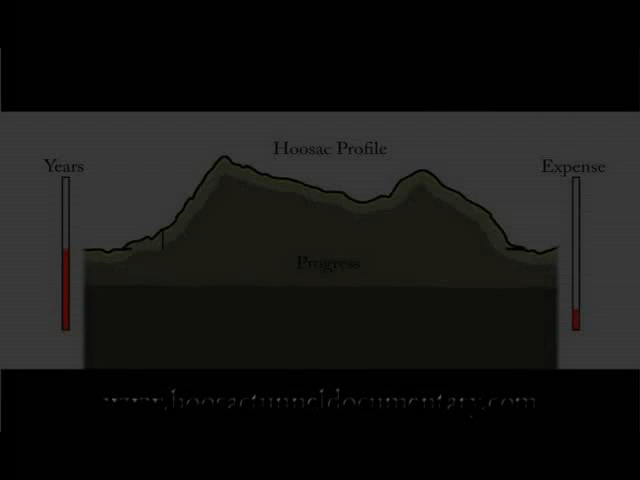 Hoosac Profile
Years
Expense
Progress
www.hoosactunneldocumentary.com